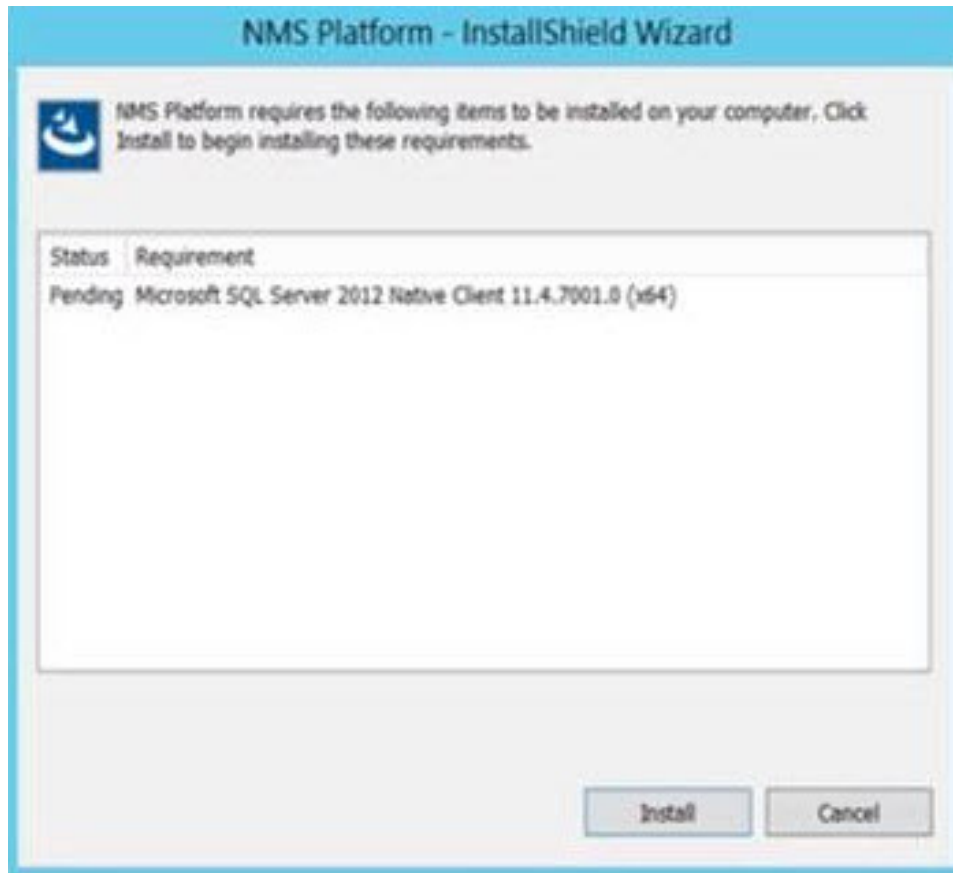 NMS Platform - InstallShield Wizard
NMS Platform requires the following items to be installed on your computer. Click
Install to begin installing these requirements.
Status Requirement
Pending Microsoft SQL Server 2012 Native Client 11.4.7001.0 (x64)
Install Cancel